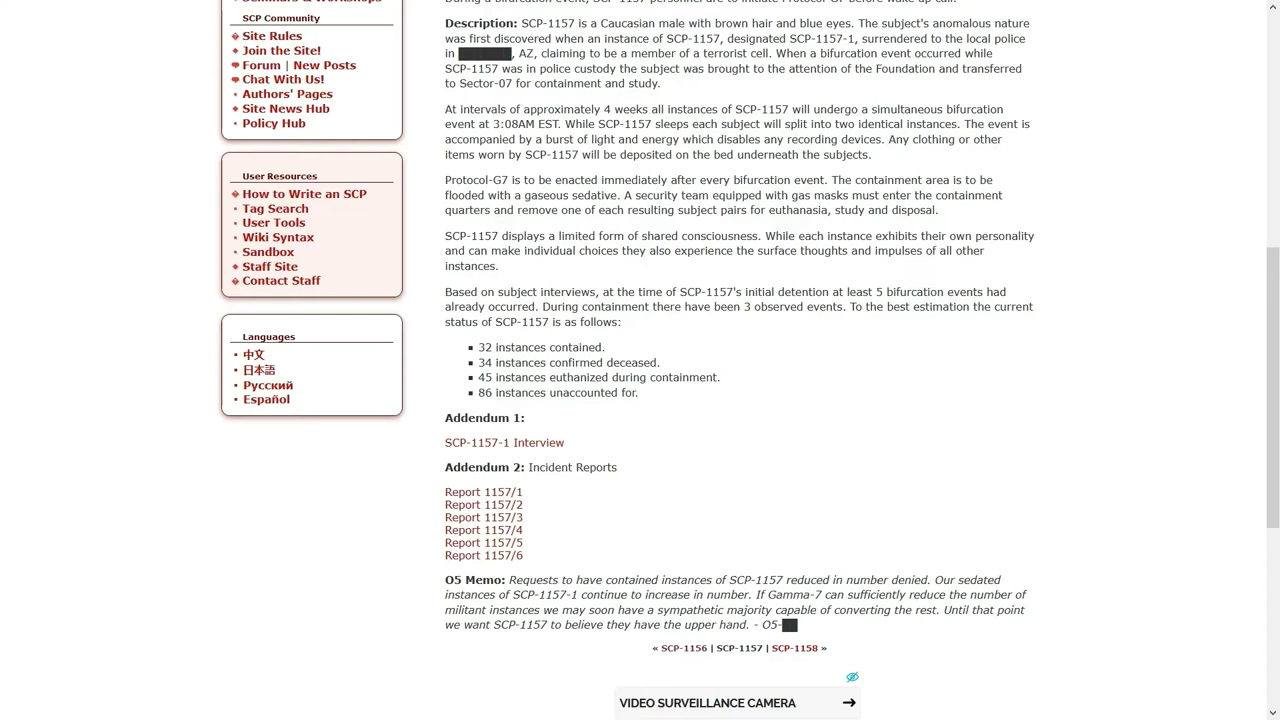 SCP Community
Site Rules
Join the Site!
Forum | New Posts
Chat With Us!
Authors' Pages
Site News Hub
Policy Hub
User Resources
How to Write an SCP
Tag Search
User Tools
Wiki Syntax
Sandbox
Staff Site
Contact Staff
Languages
中文
日本語
Русский
Español
Description: SCP-1157 is a Caucasian male with brown hair and blue eyes. The subject's anomalous nature
was first discovered when an instance of SCP-1157, designated SCP-1157-1, surrendered to the local police
in ███████, AZ, claiming to be a member of a terrorist cell. When a bifurcation event occurred while
SCP-1157 was in police custody the subject was brought to the attention of the Foundation and transferred
to Sector-07 for containment and study.
At intervals of approximately 4 weeks all instances of SCP-1157 will undergo a simultaneous bifurcation
event at 3:08AM EST. While SCP-1157 sleeps each subject will split into two identical instances. The event is
accompanied by a burst of light and energy which disables any recording devices. Any clothing or other
items worn by SCP-1157 will be deposited on the bed underneath the subjects.
Protocol-G7 is to be enacted immediately after every bifurcation event. The containment area is to be
flooded with a gaseous sedative. A security team equipped with gas masks must enter the containment
quarters and remove one of each resulting subject pairs for euthanasia, study and disposal.
SCP-1157 displays a limited form of shared consciousness. While each instance exhibits their own personality
and can make individual choices they also experience the surface thoughts and impulses of all other
instances.
Based on subject interviews, at the time of SCP-1157's initial detention at least 5 bifurcation events had
already occurred. During containment there have been 3 observed events. To the best estimation the current
status of SCP-1157 is as follows:
32 instances contained.
34 instances confirmed deceased.
45 instances euthanized during containment.
86 instances unaccounted for.
Addendum 1:
SCP-1157-1 Interview
Addendum 2: Incident Reports
Report 1157/1
Report 1157/2
Report 1157/3
Report 1157/4
Report 1157/5
Report 1157/6
O5 Memo: Requests to have contained instances of SCP-1157 reduced in number denied. Our sedated
instances of SCP-1157-1 continue to increase in number. If Gamma-7 can sufficiently reduce the number of
militant instances we may soon have a sympathetic majority capable of converting the rest. Until that point
we want SCP-1157 to believe they have the upper hand. - O5-██
« SCP-1156 | SCP-1157 | SCP-1158 »
VIDEO SURVEILLANCE CAMERA